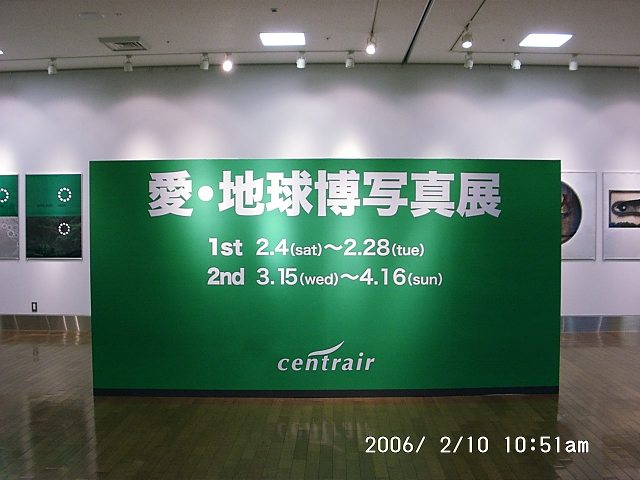 愛・地球博写真展
1st 2.4(sat)〜2.28(tue)
2nd 3.15(wed)〜4.16(sun)
centrair
2006/ 2/10 10:51am